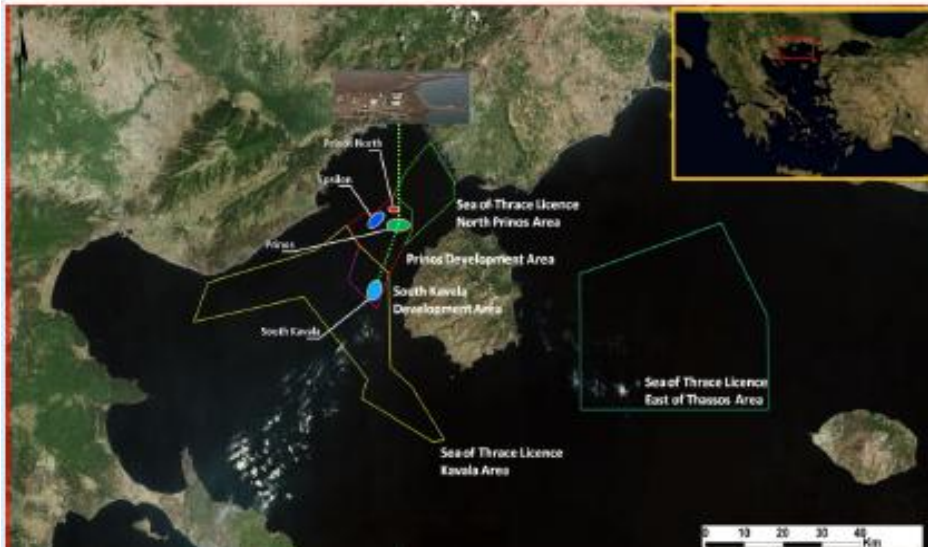 Prinos North
Epsilon
Sea of Thrace Licence
North Prinos Area
Prinos
Prinos Development Area
South Kavala
Development Area
South Kavala
Sea of Thrace Licence
East of Thassos Area
Sea of Thrace Licence
Kavala Area
0 10 20 30 40
Km